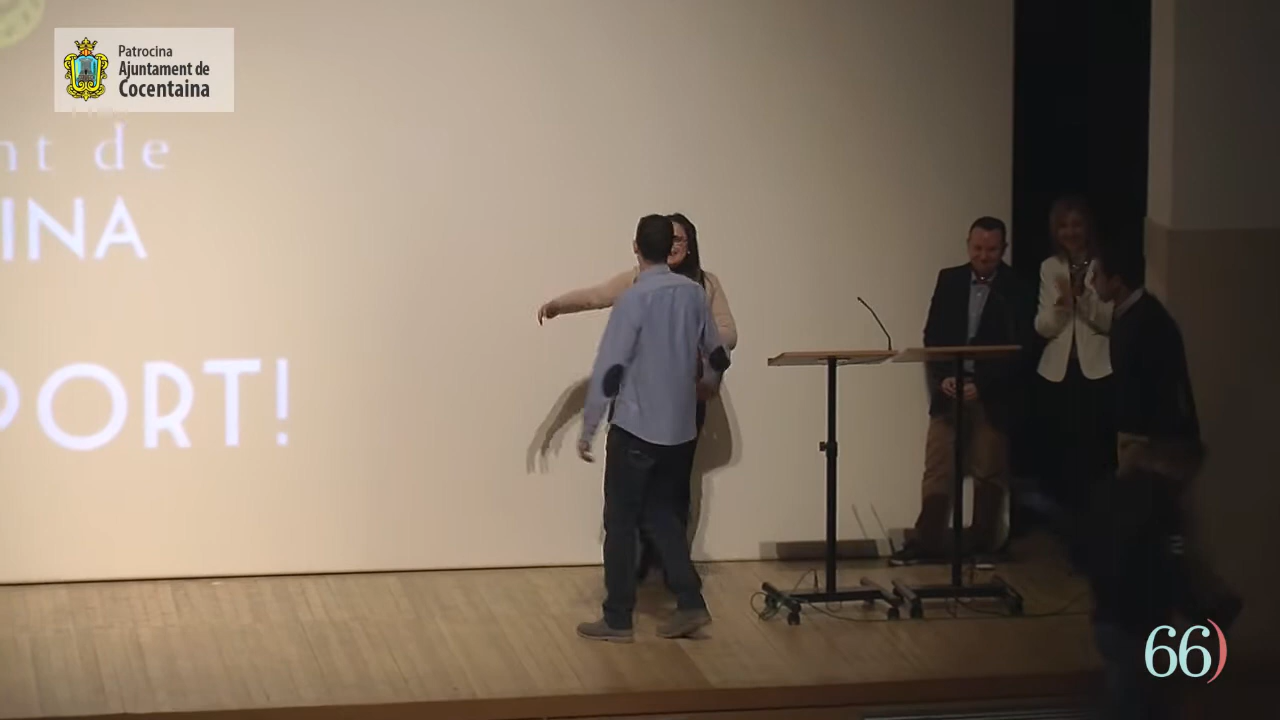 Patrocina
Ajuntament de
Cocentaina
nt de
INA
PORT!
66)